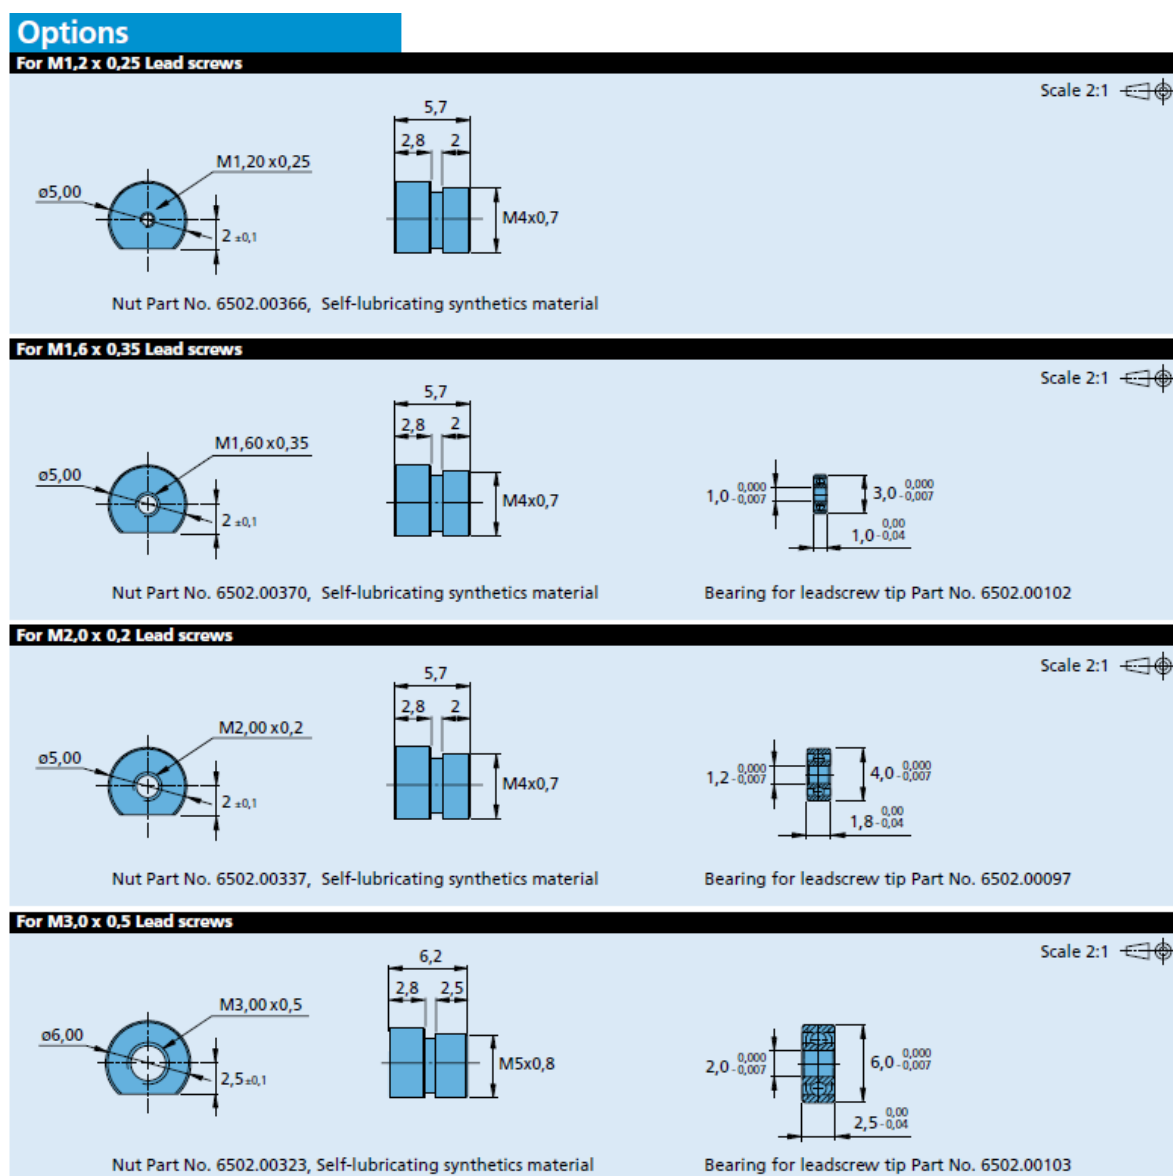 Options
For M1,2 x 0,25 Lead screws
Scale 2:1
5,7
2,8 2
M1,20 x0,25
ø5,00
M4x0,7
2 ±0,1
Nut Part No. 6502.00366, Self-lubricating synthetics material
For M1,6 x 0,35 Lead screws
Scale 2:1
5,7
2,8 2
M1,60 x0,35
ø5,00
M4x0,7
2 ±0,1
1,0 0,000 -0,007
3,0 0,000 -0,007
1,0 0,00 -0,04
Nut Part No. 6502.00370, Self-lubricating synthetics material
Bearing for leadscrew tip Part No. 6502.00102
For M2,0 x 0,2 Lead screws
Scale 2:1
5,7
2,8 2
M2,00 x0,2
ø5,00
M4x0,7
2 ±0,1
1,2 0,000 -0,007
4,0 0,000 -0,007
1,8 0,00 -0,04
Nut Part No. 6502.00337, Self-lubricating synthetics material
Bearing for leadscrew tip Part No. 6502.00097
For M3,0 x 0,5 Lead screws
Scale 2:1
6,2
2,8 2,5
M3,00 x0,5
ø6,00
M5x0,8
2,5 ±0,1
2,0 0,000 -0,007
6,0 0,000 -0,007
2,5 0,00 -0,04
Nut Part No. 6502.00323, Self-lubricating synthetics material
Bearing for leadscrew tip Part No. 6502.00103